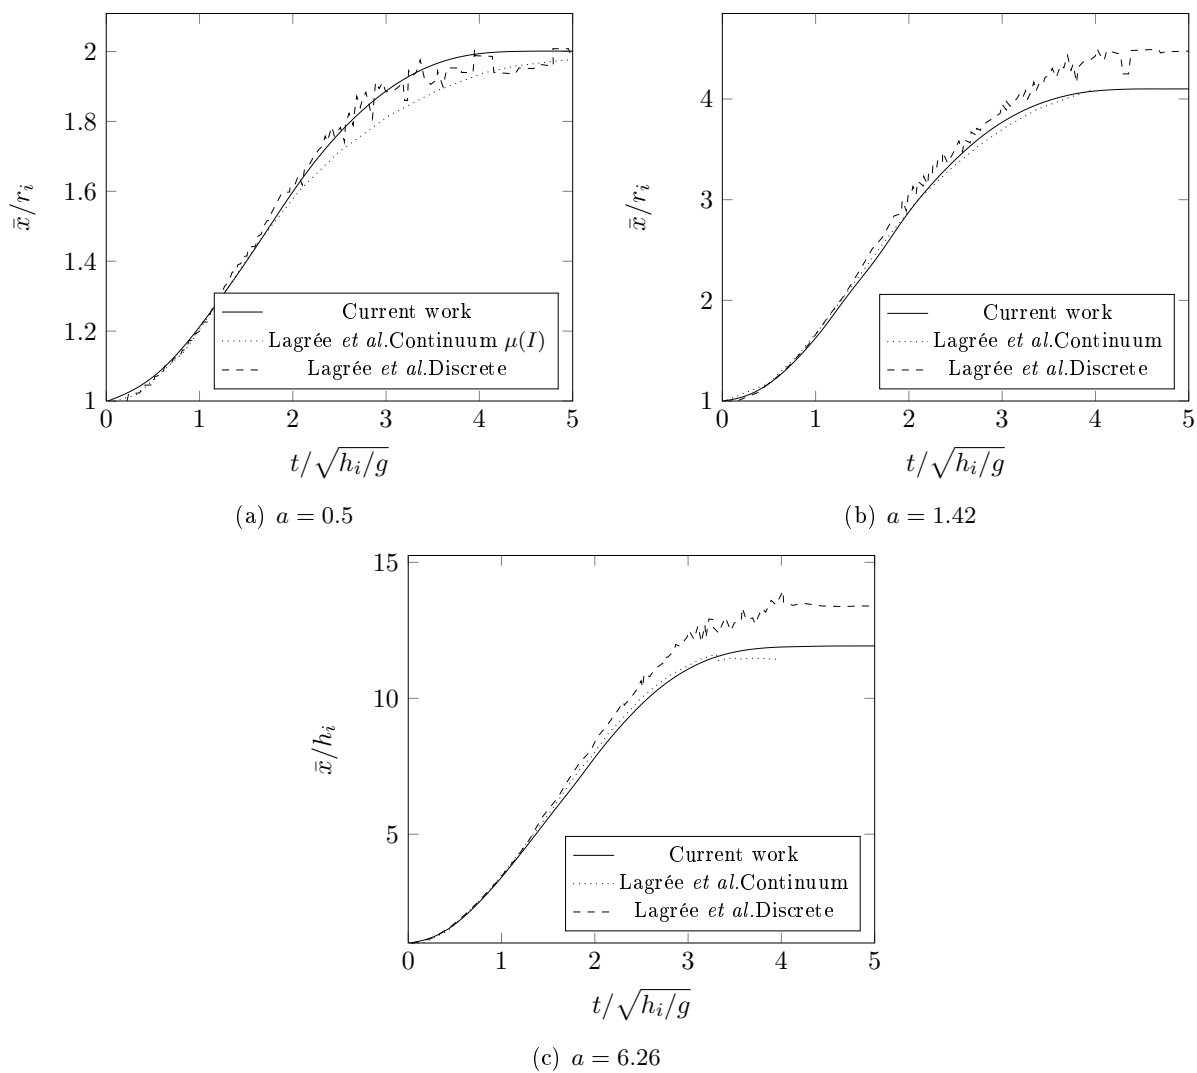 2
1.8
1.6
1.4
1.2
1
0 1 2 3 4 5
x̄/r_i
t/√(h_i/g)
Current work
Lagrée et al.Continuum μ(I)
Lagrée et al.Discrete
(a) a = 0.5
4
3
2
1
0 1 2 3 4 5
x̄/r_i
t/√(h_i/g)
Current work
Lagrée et al.Continuum
Lagrée et al.Discrete
(b) a = 1.42
15
10
5
0 1 2 3 4 5
x̄/h_i
t/√(h_i/g)
Current work
Lagrée et al.Continuum
Lagrée et al.Discrete
(c) a = 6.26